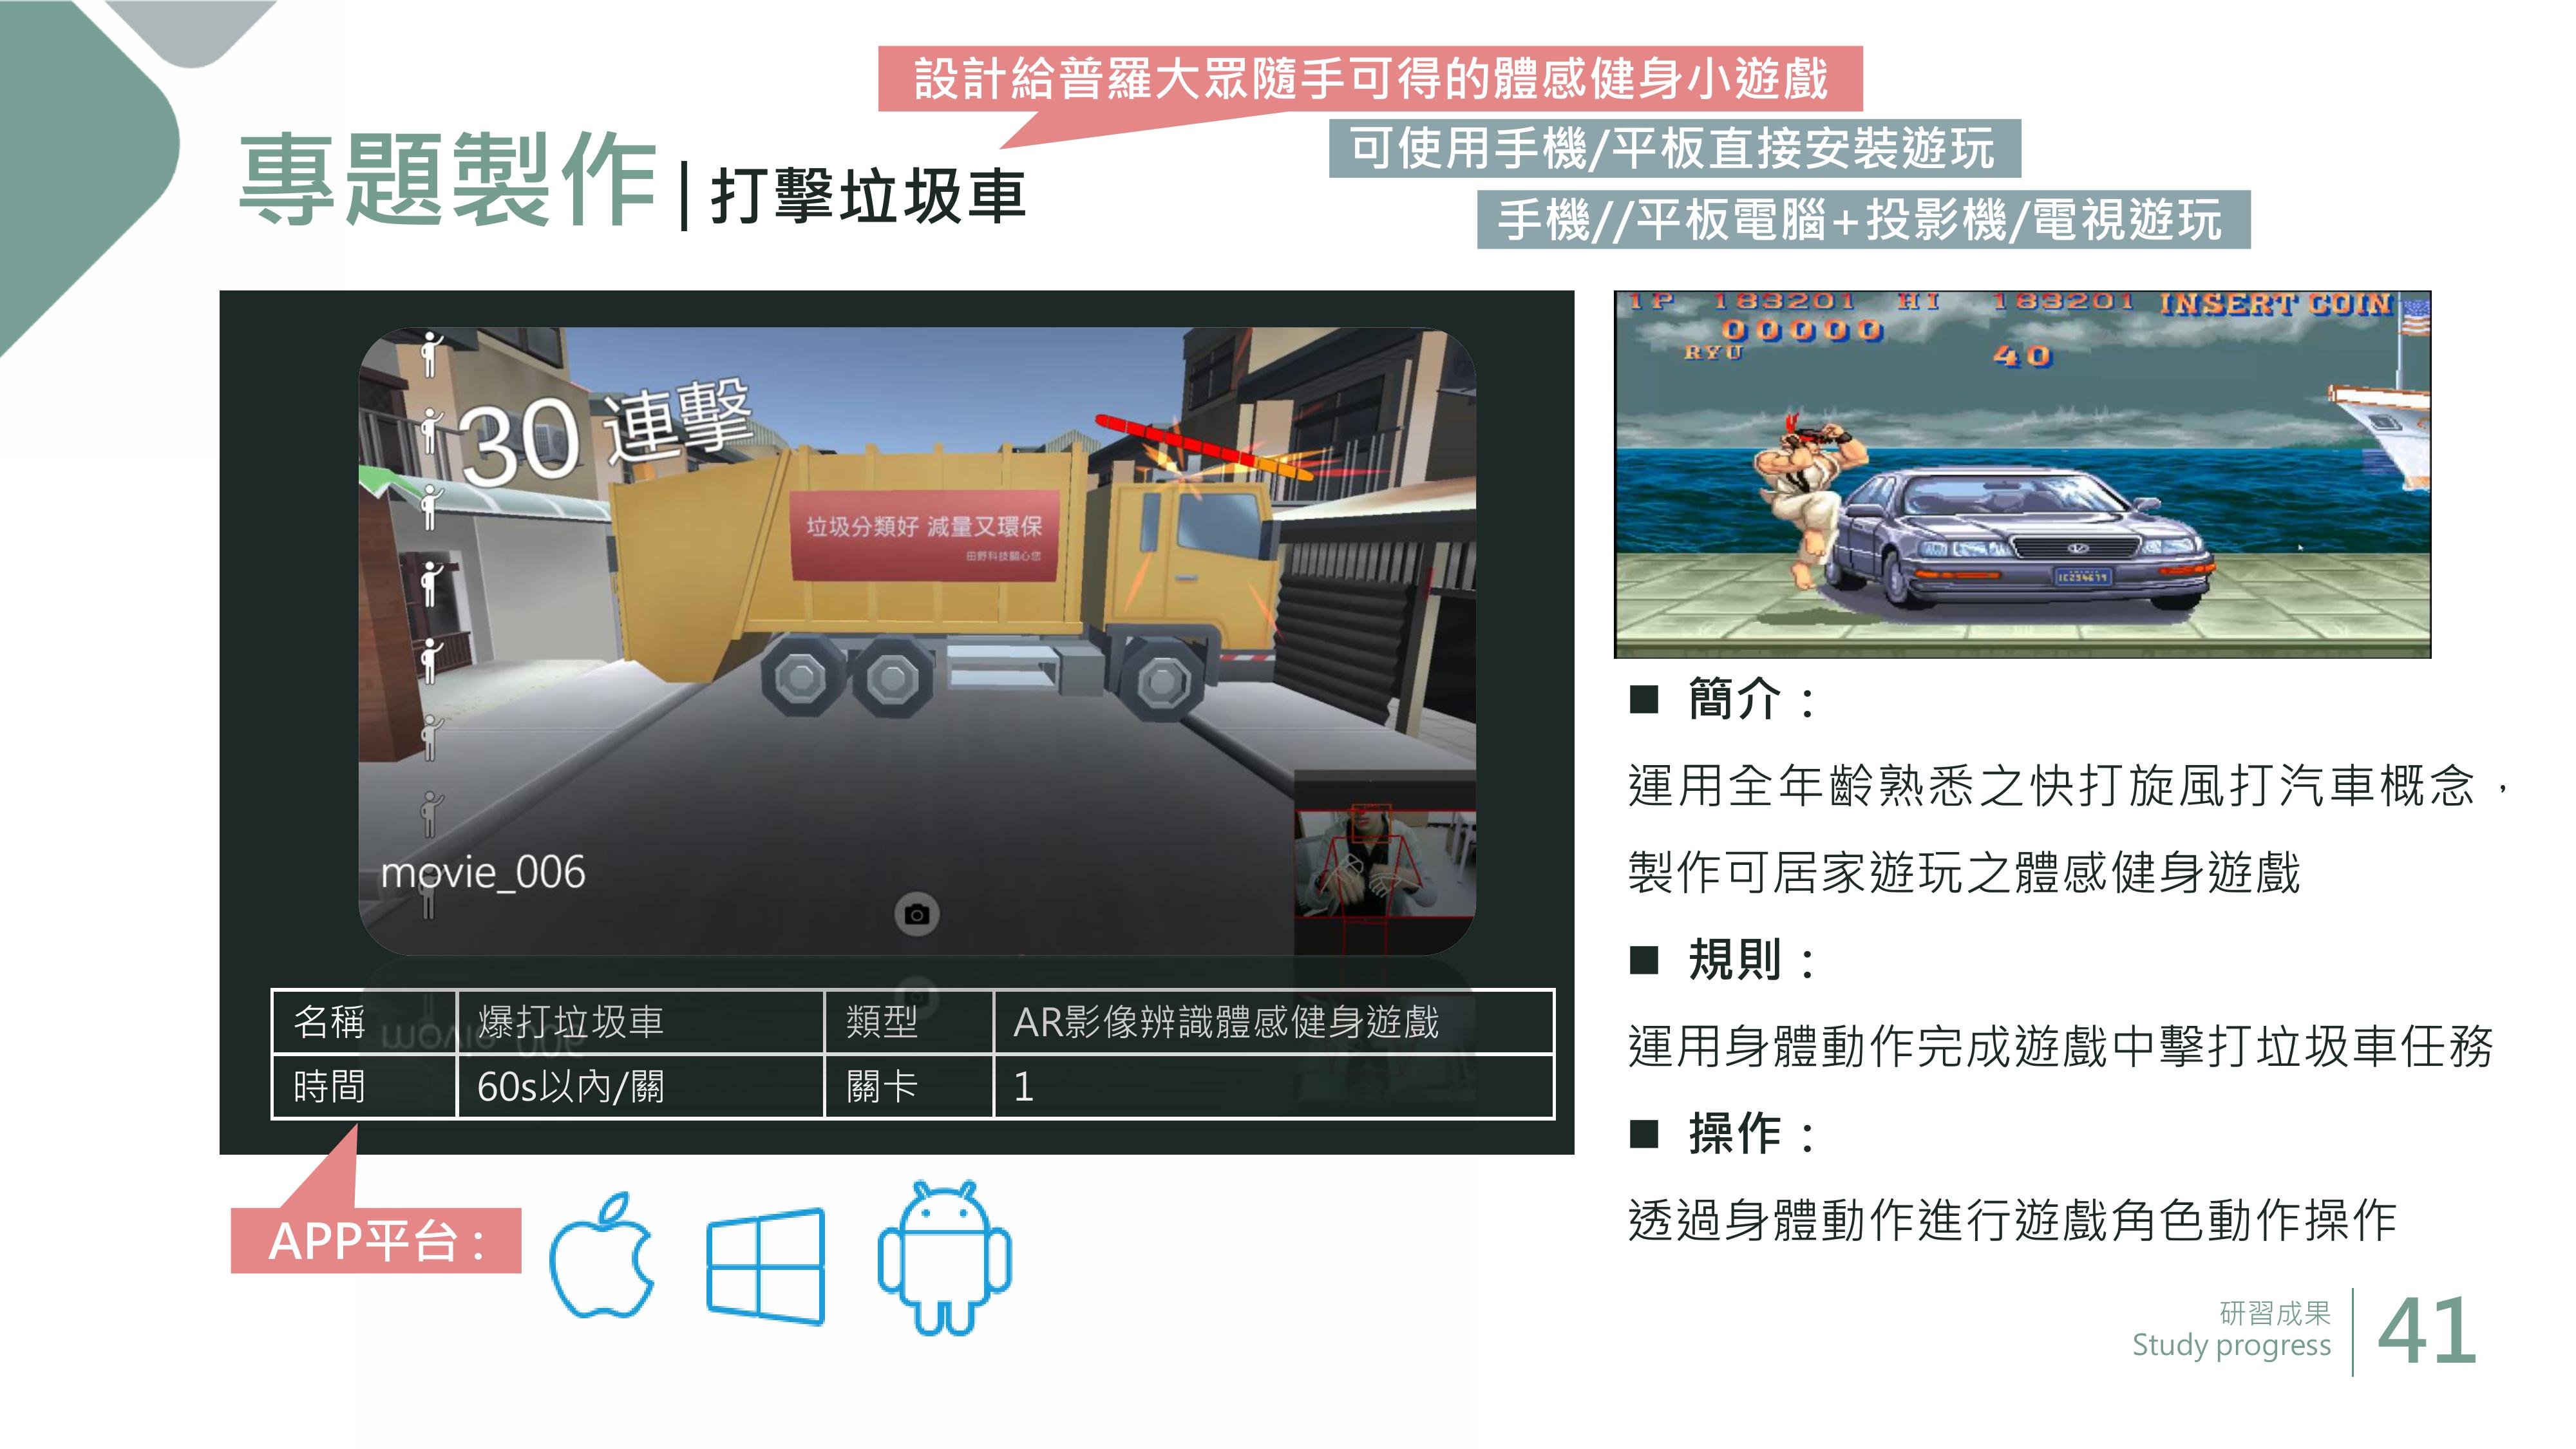 設計給普羅大眾隨手可得的體感健身小遊戲
可使用手機/平板直接安裝遊玩
手機//平板電腦+投影機/電視遊玩
專題製作|打擊垃圾車
30 連擊
垃圾分類好 減量又環保
田野科技關心您
movie_006
名稱 爆打垃圾車 類型 AR影像辨識體感健身遊戲
時間 60s以內/關 關卡 1
APP平台:
1P 183201 HI 183201 INSERT COIN
00000
RYU 40
■ 簡介：
運用全年齡熟悉之快打旋風打汽車概念，
製作可居家遊玩之體感健身遊戲
■ 規則：
運用身體動作完成遊戲中擊打垃圾車任務
■ 操作：
透過身體動作進行遊戲角色動作操作
研習成果
Study progress
41